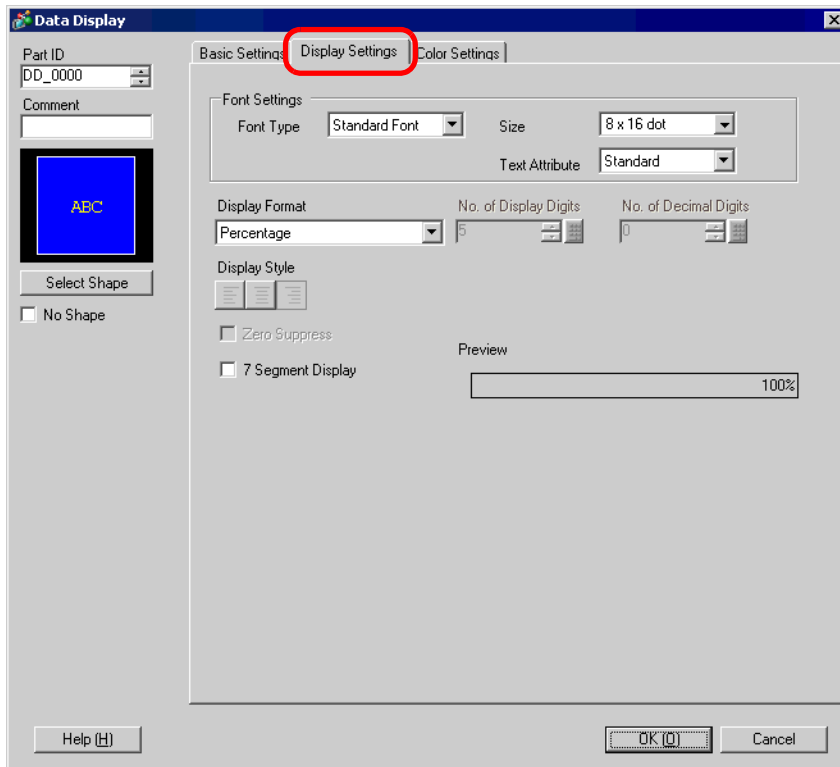 Data Display
Part ID
DD_0000
Comment
ABC
Select Shape
No Shape
Basic Settings Display Settings Color Settings
Font Settings
Font Type Standard Font Size 8 x 16 dot
Text Attribute Standard
Display Format No. of Display Digits No. of Decimal Digits
Percentage 5 0
Display Style
Zero Suppress
7 Segment Display
Preview
100%
Help (H) OK (O) Cancel